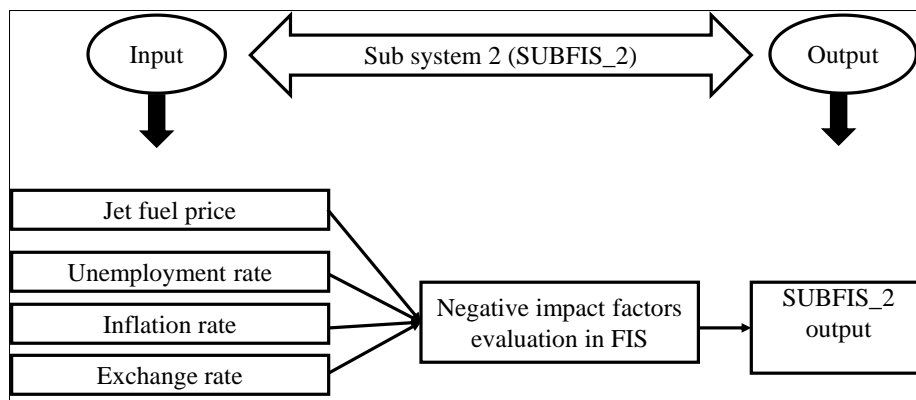 Input
Sub system 2 (SUBFIS_2)
Output
Jet fuel price
Unemployment rate
Inflation rate
Exchange rate
Negative impact factors
evaluation in FIS
SUBFIS_2
output